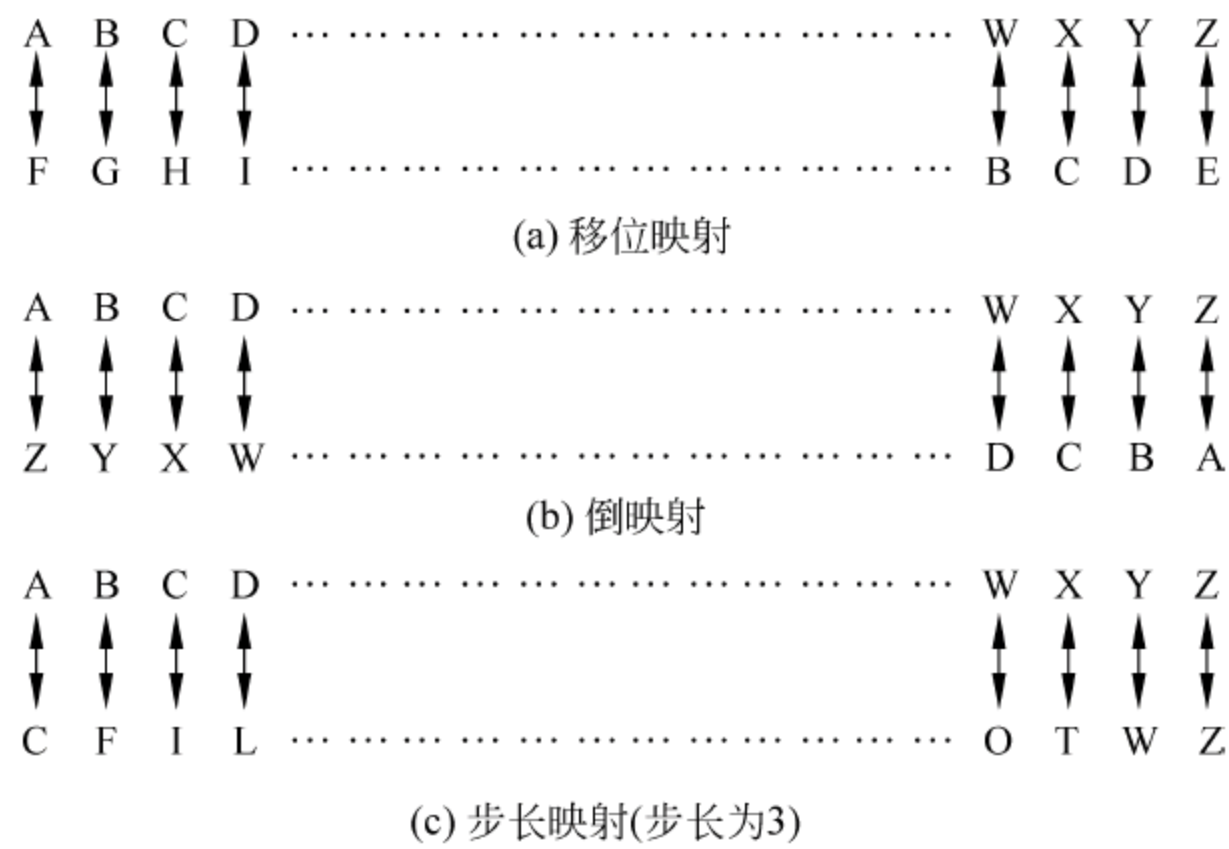 A B C D … … … … … … … … … … … … W X Y Z
F G H I … … … … … … … … … … … … B C D E
(a) 移位映射
A B C D … … … … … … … … … … … … W X Y Z
Z Y X W … … … … … … … … … … … … D C B A
(b) 倒映射
A B C D … … … … … … … … … … … … W X Y Z
C F I L … … … … … … … … … … … … O T W Z
(c) 步长映射(步长为3)